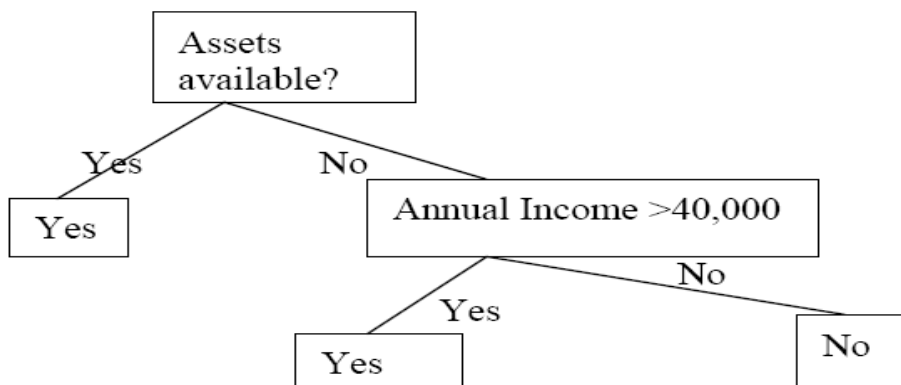 Assets
available?
Yes
No
Yes
Annual Income >40,000
No
Yes
Yes
No